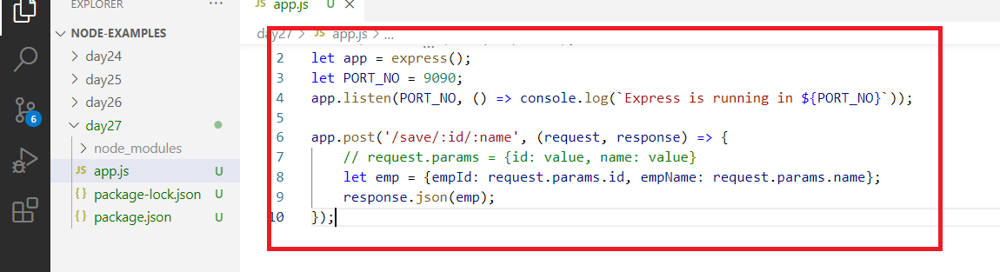 EXPLORER ...
JS app.js U ×
NODE-EXAMPLES
day24
day25
day26
day27
node_modules
JS app.js U
{} package-lock.json U
{} package.json U
6
day27 > JS app.js > ...
2 let app = express();
3 let PORT_NO = 9090;
4 app.listen(PORT_NO, () => console.log(`Express is running in ${PORT_NO}`));
5
6 app.post('/save/:id/:name', (request, response) => {
7 // request.params = {id: value, name: value}
8 let emp = {empId: request.params.id, empName: request.params.name};
9 response.json(emp);
10 });